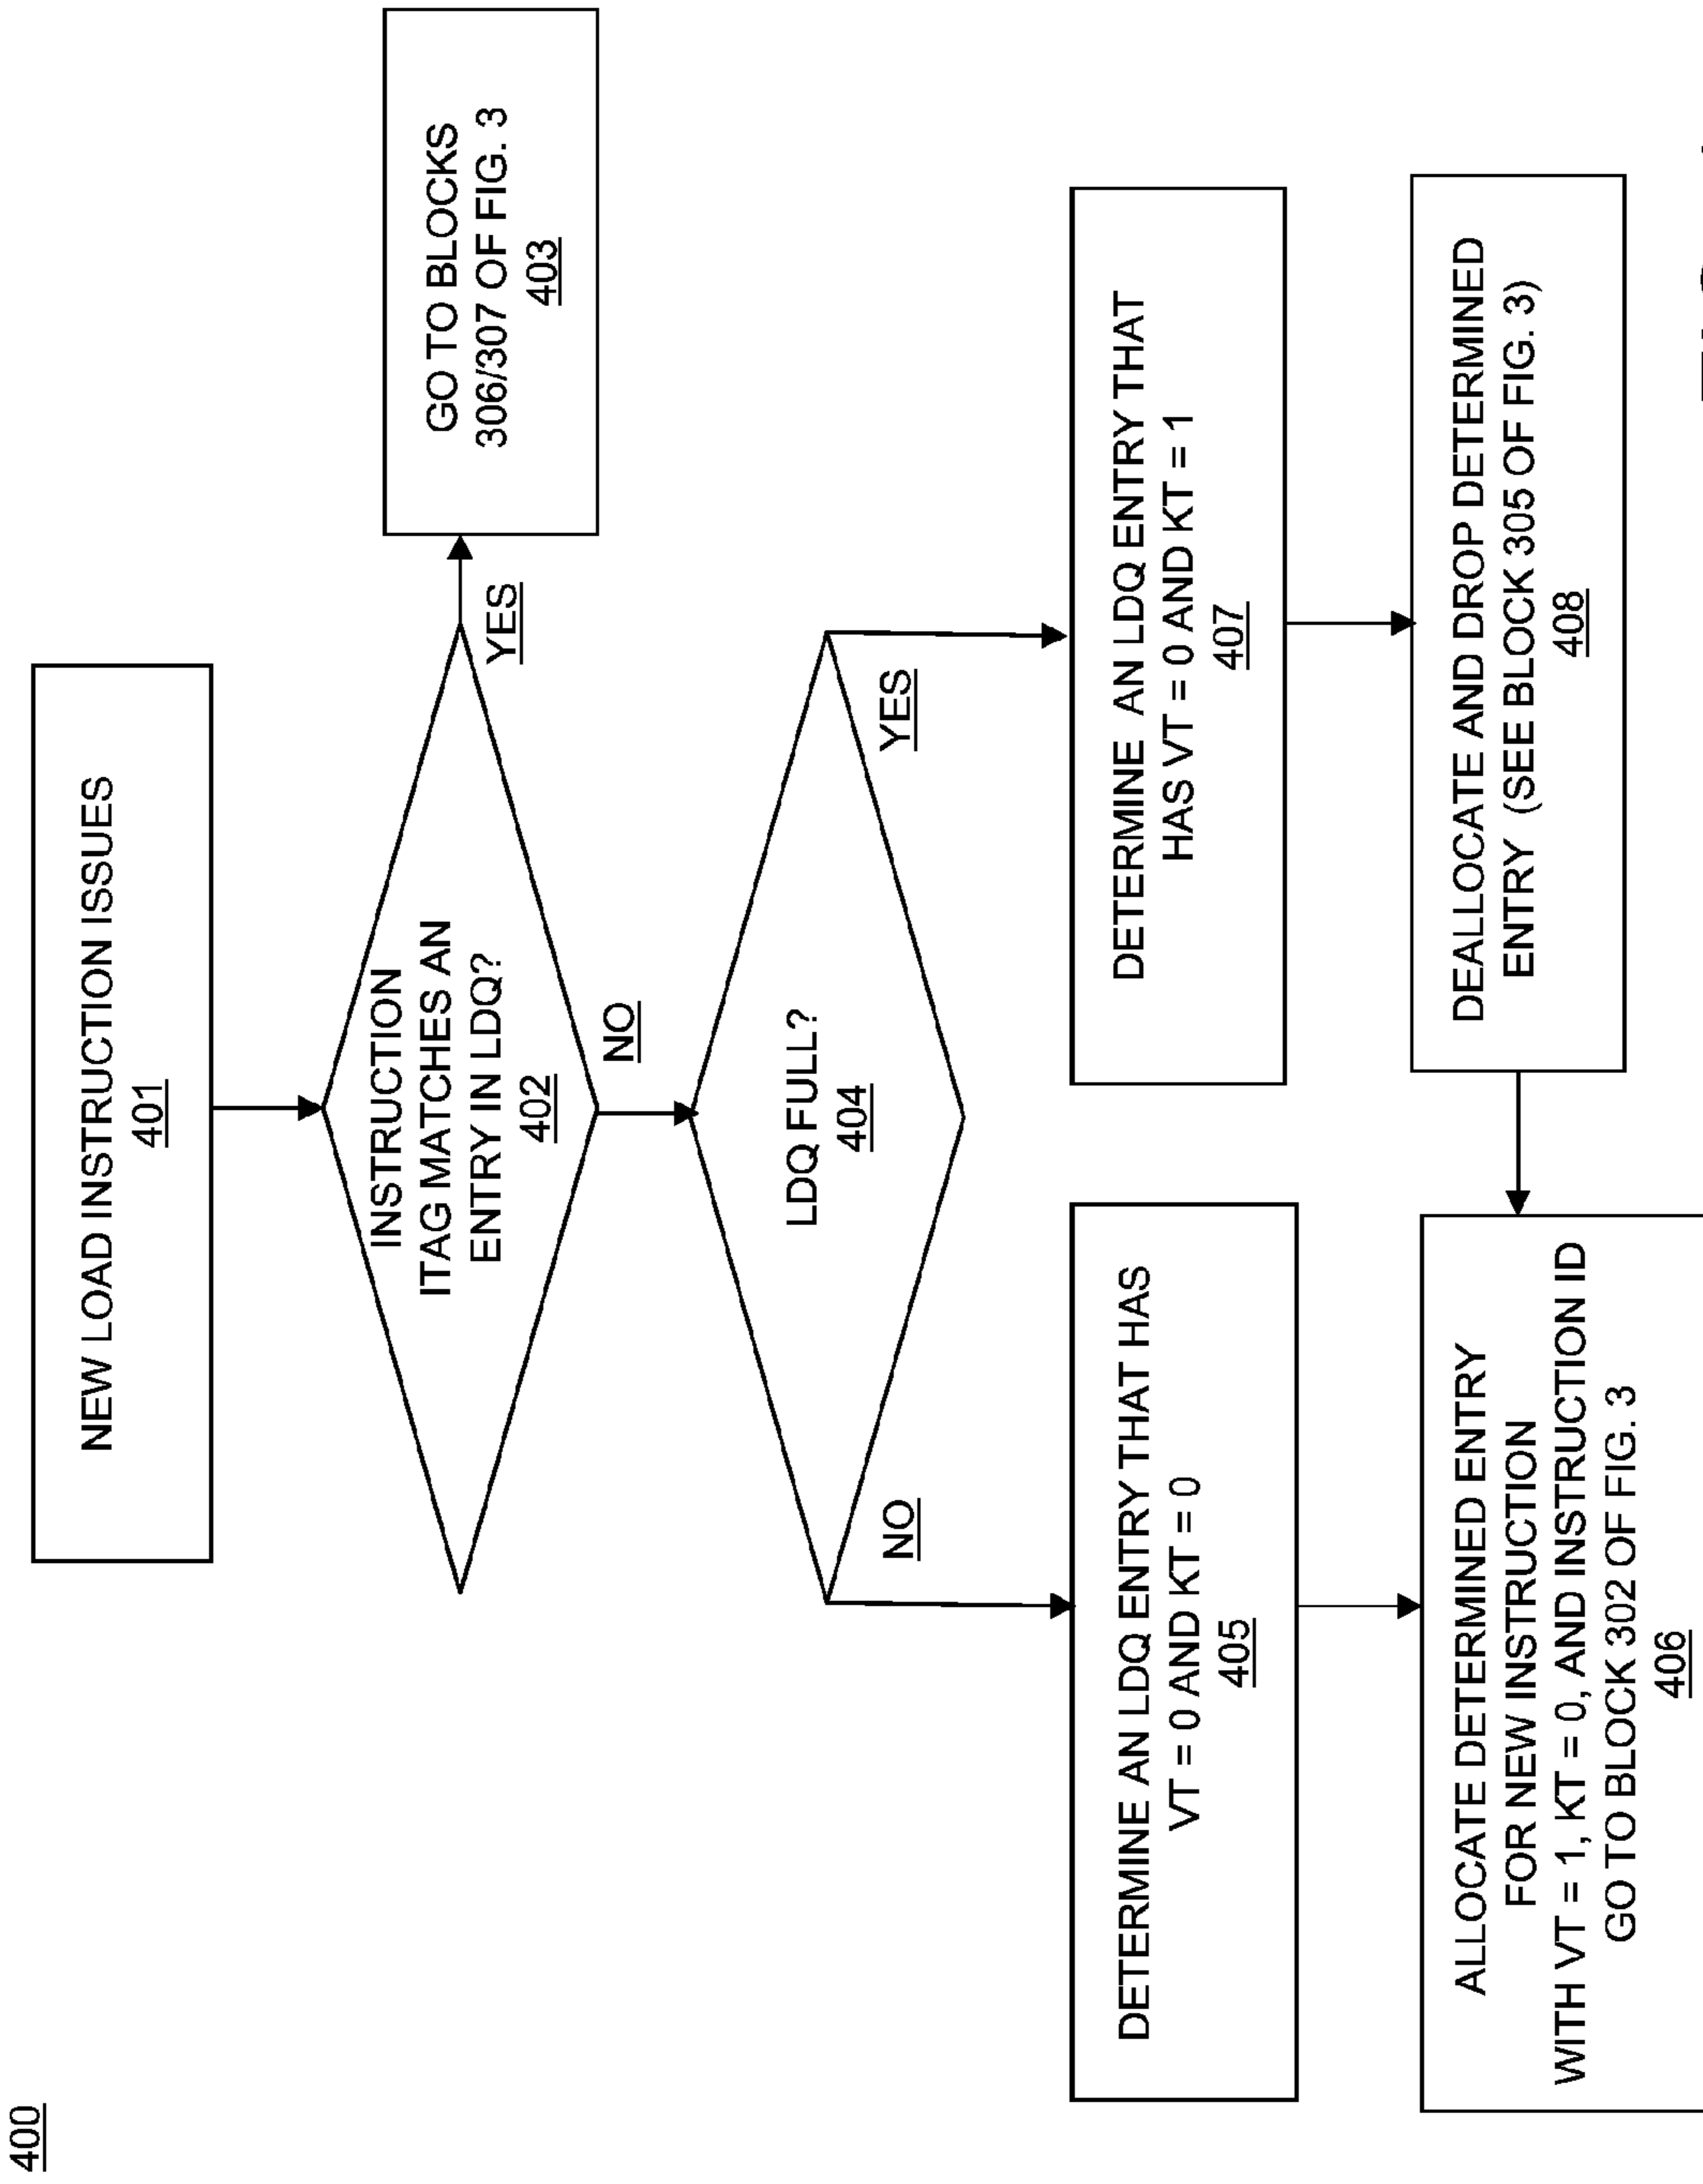 400
NEW LOAD INSTRUCTION ISSUES
401
INSTRUCTION
ITAG MATCHES AN
ENTRY IN LDQ?
402
YES
GO TO BLOCKS
306/307 OF FIG. 3
403
NO
LDQ FULL?
404
NO
YES
DETERMINE AN LDQ ENTRY THAT HAS
VT = 0 AND KT = 0
405
DETERMINE AN LDQ ENTRY THAT
HAS VT = 0 AND KT = 1
407
ALLOCATE DETERMINED ENTRY
FOR NEW INSTRUCTION
WITH VT = 1, KT = 0, AND INSTRUCTION ID
GO TO BLOCK 302 OF FIG. 3
406
DEALLOCATE AND DROP DETERMINED
ENTRY (SEE BLOCK 305 OF FIG. 3)
408